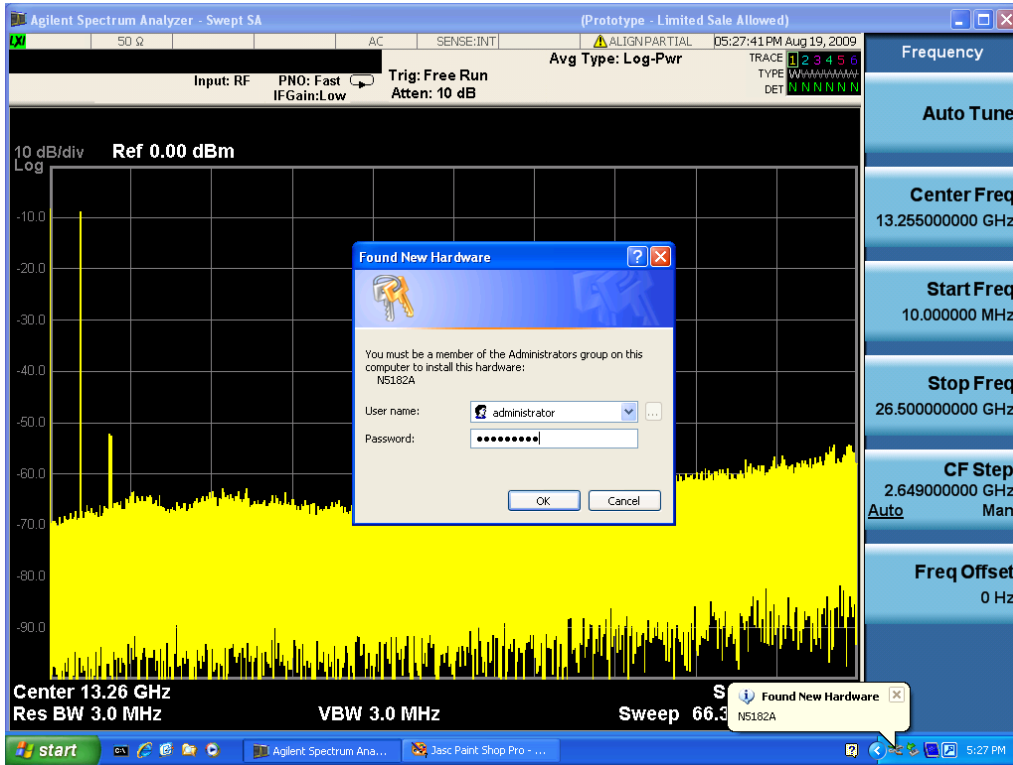 Agilent Spectrum Analyzer - Swept SA (Prototype - Limited Sale Allowed)
LXI 50 Ω AC SENSE:INT ALIGN PARTIAL 05:27:41 PM Aug 19, 2009
Input: RF PNO: Fast Trig: Free Run Avg Type: Log-Pwr TRACE 1 2 3 4 5 6
IFGain:Low Atten: 10 dB TYPE WWWWWW
DET N N N N N N
10 dB/div Ref 0.00 dBm
Log
-10.0
-20.0
-30.0
-40.0
-50.0
-60.0
-70.0
-80.0
-90.0
Found New Hardware
You must be a member of the Administrators group on this
computer to install this hardware:
N5182A
User name: administrator ...
Password: •••••••••
OK Cancel
Center 13.26 GHz S
Res BW 3.0 MHz VBW 3.0 MHz Sweep 66.3
Frequency
Auto Tune
Center Freq
13.255000000 GHz
Start Freq
10.000000 MHz
Stop Freq
26.500000000 GHz
CF Step
2.649000000 GHz
Auto Man
Freq Offset
0 Hz
Found New Hardware
N5182A
start Agilent Spectrum Ana... Jasc Paint Shop Pro - ... 5:27 PM